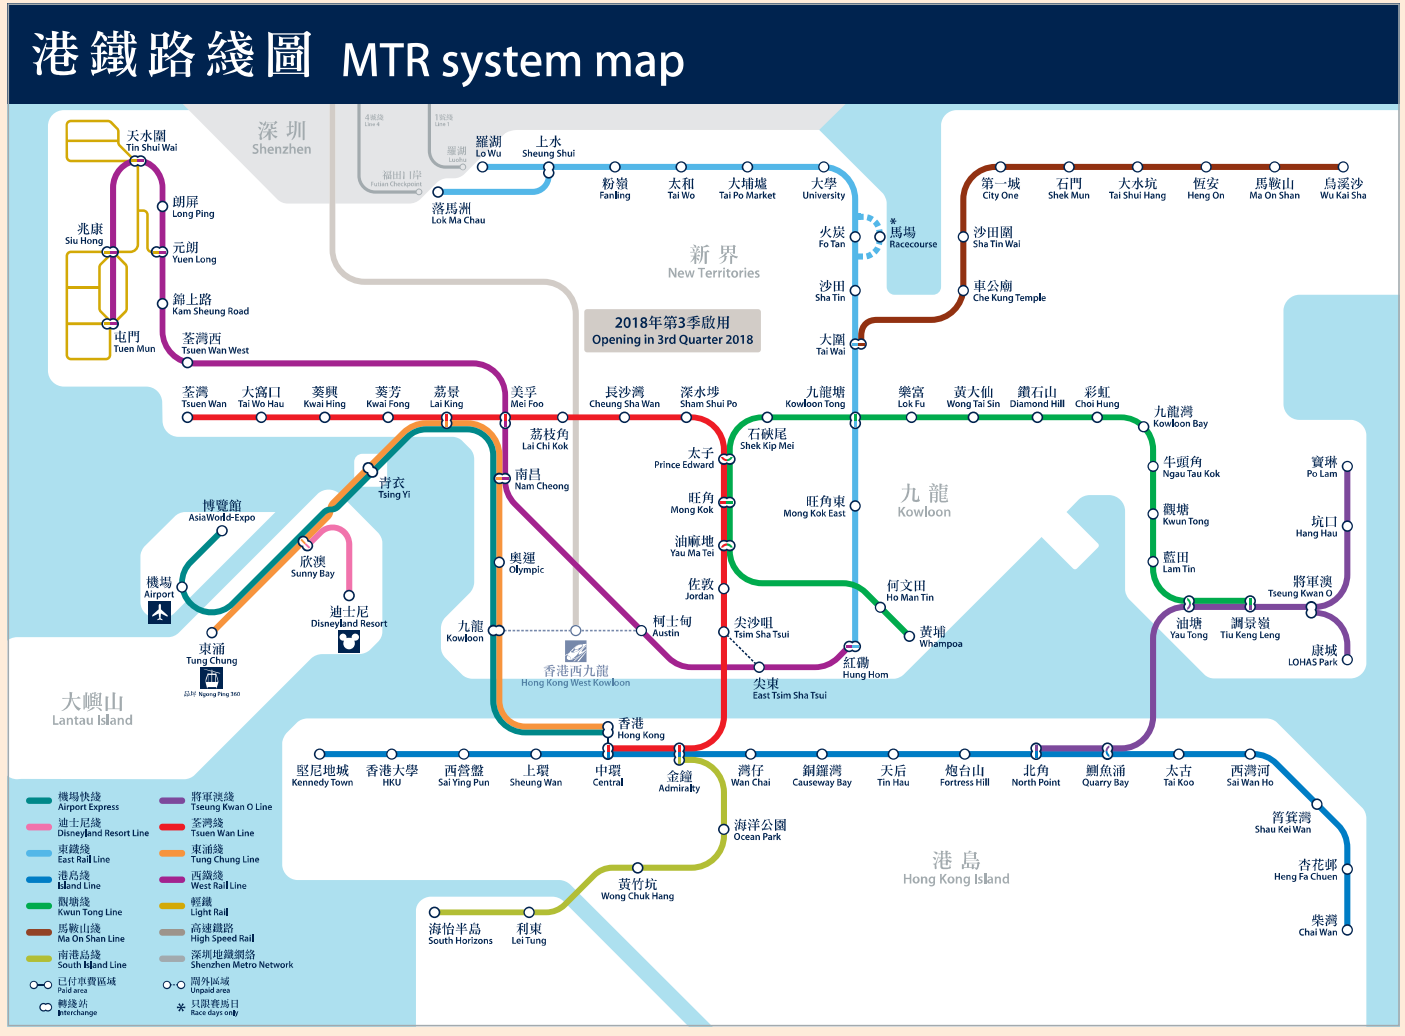 港鐵路綫圖 MTR system map
深圳
Shenzhen
4號綫
Line 4
1號綫
Line 1
羅湖
Luohu
福田口岸
Futian Checkpoint
羅湖
Lo Wu
上水
Sheung Shui
落馬洲
Lok Ma Chau
粉嶺
Fanling
太和
Tai Wo
大埔墟
Tai Po Market
大學
University
火炭
Fo Tan
*
馬場
Racecourse
沙田
Sha Tin
大圍
Tai Wai
第一城
City One
石門
Shek Mun
大水坑
Tai Shui Hang
恆安
Heng On
馬鞍山
Ma On Shan
烏溪沙
Wu Kai Sha
沙田圍
Sha Tin Wai
車公廟
Che Kung Temple
新界
New Territories
2018年第3季啟用
Opening in 3rd Quarter 2018
天水圍
Tin Shui Wai
朗屏
Long Ping
兆康
Siu Hong
元朗
Yuen Long
錦上路
Kam Sheung Road
屯門
Tuen Mun
荃灣西
Tsuen Wan West
荃灣
Tsuen Wan
大窩口
Tai Wo Hau
葵興
Kwai Hing
葵芳
Kwai Fong
荔景
Lai King
美孚
Mei Foo
荔枝角
Lai Chi Kok
長沙灣
Cheung Sha Wan
深水埗
Sham Shui Po
九龍塘
Kowloon Tong
石硤尾
Shek Kip Mei
樂富
Lok Fu
黃大仙
Wong Tai Sin
鑽石山
Diamond Hill
彩虹
Choi Hung
九龍灣
Kowloon Bay
牛頭角
Ngau Tau Kok
觀塘
Kwun Tong
藍田
Lam Tin
油塘
Yau Tong
調景嶺
Tiu Keng Leng
將軍澳
Tseung Kwan O
寶琳
Po Lam
坑口
Hang Hau
康城
LOHAS Park
太子
Prince Edward
旺角
Mong Kok
油麻地
Yau Ma Tei
佐敦
Jordan
尖沙咀
Tsim Sha Tsui
旺角東
Mong Kok East
九龍
Kowloon
何文田
Ho Man Tin
黃埔
Whampoa
紅磡
Hung Hom
尖東
East Tsim Sha Tsui
柯士甸
Austin
香港西九龍
Hong Kong West Kowloon
九龍
Kowloon
奧運
Olympic
南昌
Nam Cheong
青衣
Tsing Yi
欣澳
Sunny Bay
迪士尼
Disneyland Resort
博覽館
AsiaWorld-Expo
機場
Airport
東涌
Tung Chung
昂坪 Ngong Ping 360
大嶼山
Lantau Island
香港
Hong Kong
堅尼地城
Kennedy Town
香港大學
HKU
西營盤
Sai Ying Pun
上環
Sheung Wan
中環
Central
金鐘
Admiralty
灣仔
Wan Chai
銅鑼灣
Causeway Bay
天后
Tin Hau
炮台山
Fortress Hill
北角
North Point
鰂魚涌
Quarry Bay
太古
Tai Koo
西灣河
Sai Wan Ho
筲箕灣
Shau Kei Wan
杏花邨
Heng Fa Chuen
柴灣
Chai Wan
海洋公園
Ocean Park
黃竹坑
Wong Chuk Hang
利東
Lei Tung
海怡半島
South Horizons
港島
Hong Kong Island
機場快綫
Airport Express
迪士尼綫
Disneyland Resort Line
東鐵綫
East Rail Line
港島綫
Island Line
觀塘綫
Kwun Tong Line
馬鞍山綫
Ma On Shan Line
南港島綫
South Island Line
已付車費區域
Paid area
轉綫站
Interchange
將軍澳綫
Tseung Kwan O Line
荃灣綫
Tsuen Wan Line
東涌綫
Tung Chung Line
西鐵綫
West Rail Line
輕鐵
Light Rail
高速鐵路
High Speed Rail
深圳地鐵網絡
Shenzhen Metro Network
閘外區域
Unpaid area
* 只限賽馬日
Race days only